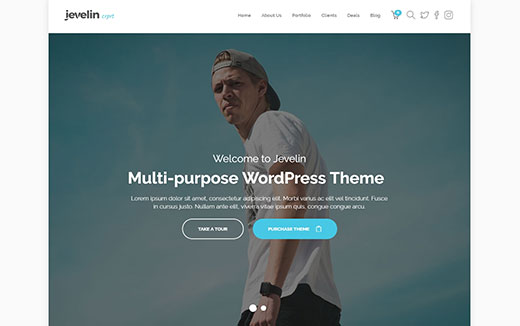 jevelin
Home About Us Portfolio Clients Deals Blog
Welcome to Jevelin
Multi-purpose WordPress Theme
Lorem ipsum dolor sit amet, consectetur adipiscing elit. Morbi varius ac elit vel tincidunt. Fusce
in cursus justo. Nullam ante elit, viverra vitae ipsum quis, congue congue arcu.
TAKE A TOUR
PURCHASE THEME